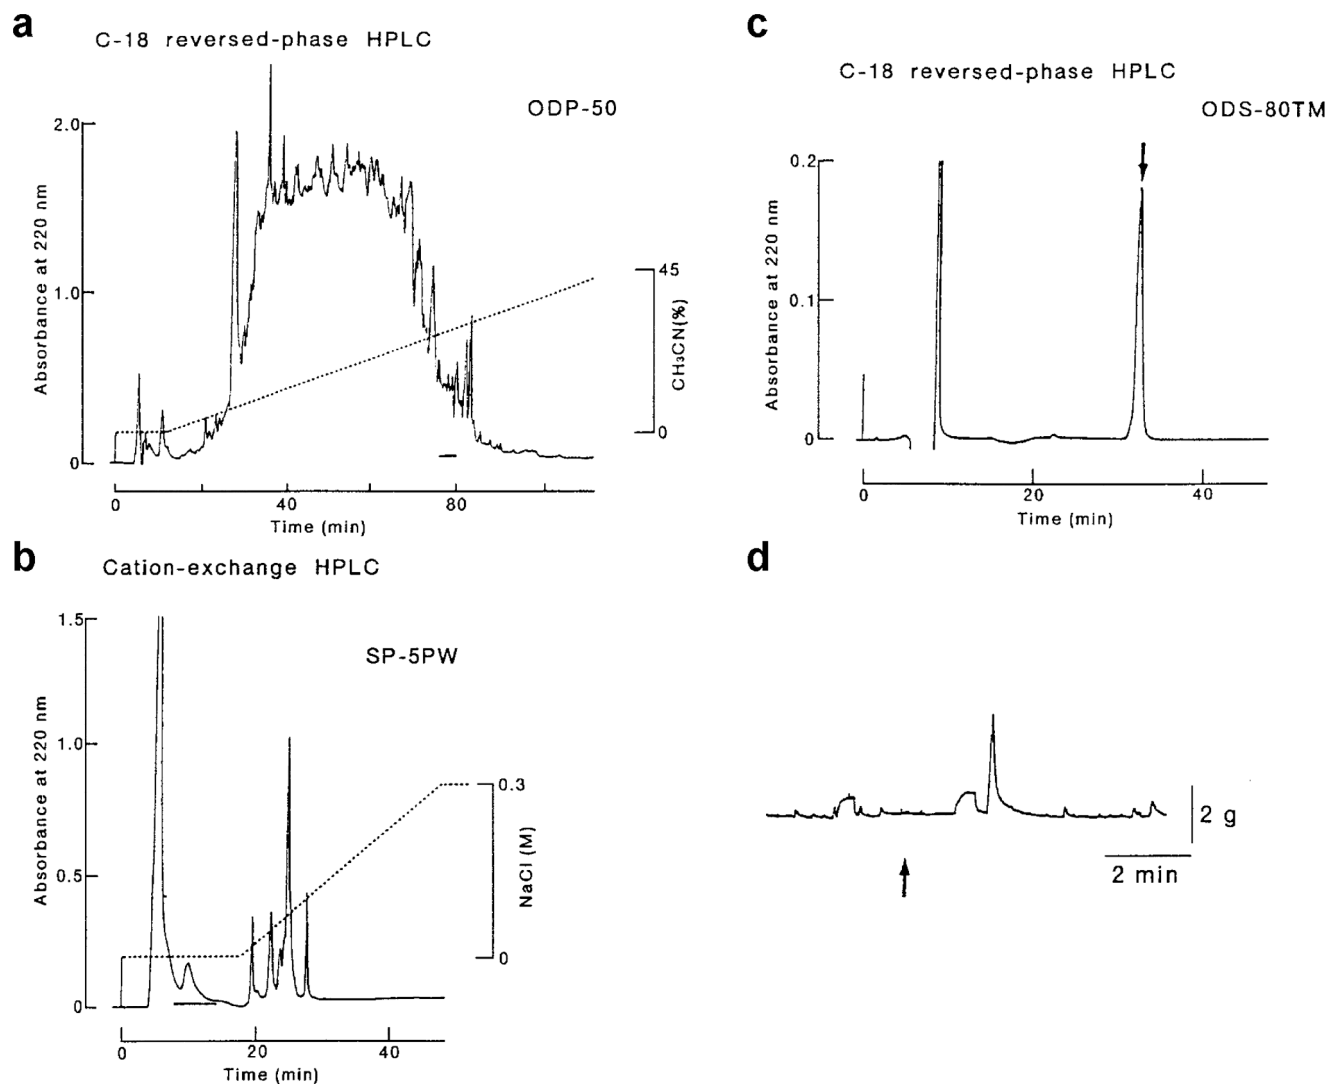 a
C-18 reversed-phase HPLC
ODP-50
2.0
1.0
0
Absorbance at 220 nm
45
0
CH₃CN(%)
0
40
80
Time (min)
b
Cation-exchange HPLC
SP-5PW
1.5
1.0
0.5
0
Absorbance at 220 nm
0.3
0
NaCl (M)
0
20
40
Time (min)
c
C-18 reversed-phase HPLC
ODS-80TM
0.2
0.1
0
Absorbance at 220 nm
0
20
40
Time (min)
d
2 g
2 min